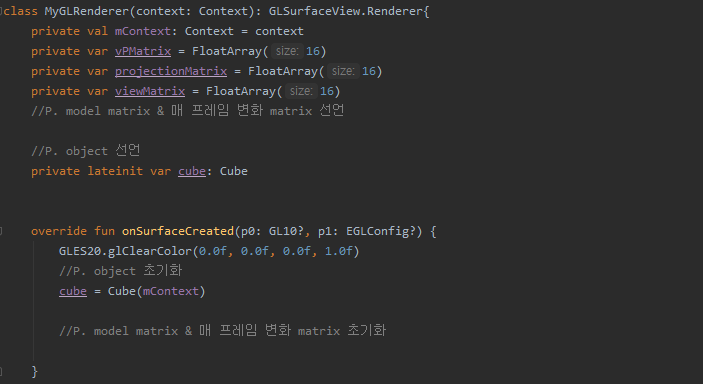 class MyGLRenderer(context: Context): GLSurfaceView.Renderer{
private val mContext: Context = context
private var vPMatrix = FloatArray( size: 16)
private var projectionMatrix = FloatArray( size: 16)
private var viewMatrix = FloatArray( size: 16)
//P. model matrix & 매 프레임 변화 matrix 선언
//P. object 선언
private lateinit var cube: Cube
override fun onSurfaceCreated(p0: GL10?, p1: EGLConfig?) {
GLES20.glClearColor(0.0f, 0.0f, 0.0f, 1.0f)
//P. object 초기화
cube = Cube(mContext)
//P. model matrix & 매 프레임 변화 matrix 초기화
}